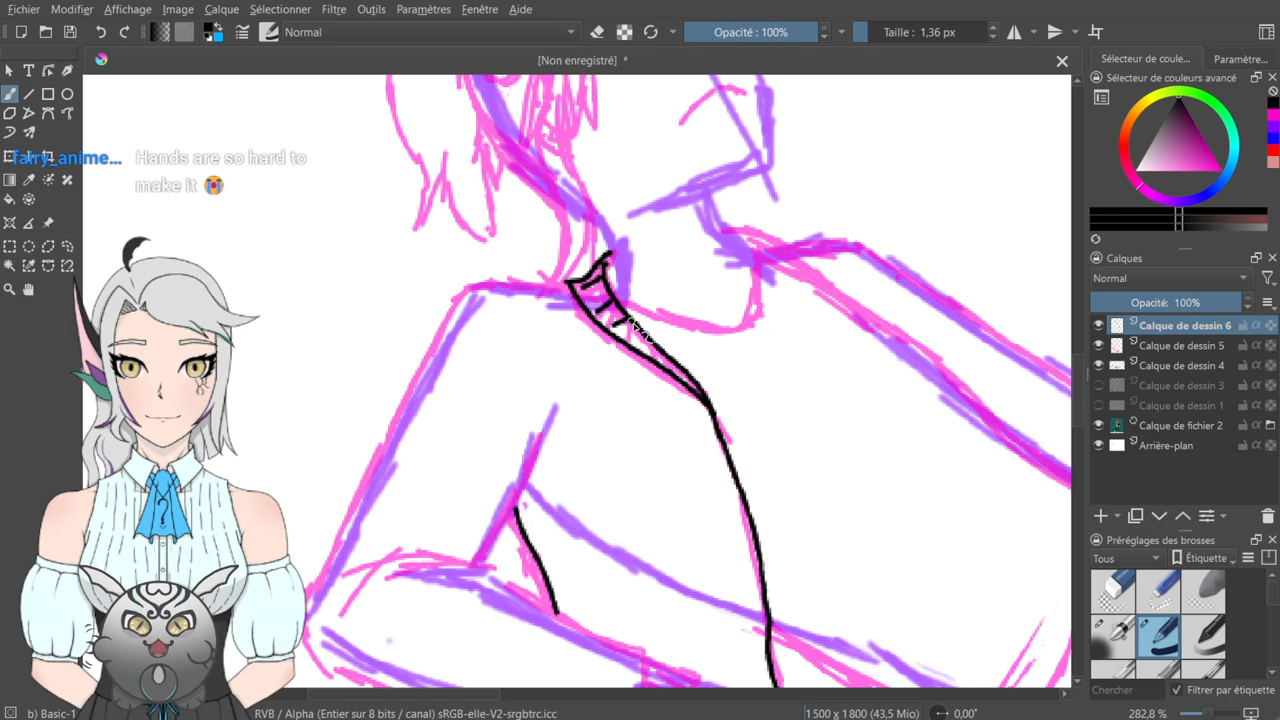 Fichier Modifier Affichage Image Calque Sélectionner Filtre Outils Paramètres Fenêtre Aide
Normal Opacité : 100% Taille : 1,36 px
[Non enregistré] *
Sélecteur de coule... Paramètre...
Sélecteur de couleurs avancé
fairy_anime... Hands are so hard to
make it 😭
Calques
Normal
Opacité: 100%
Calque de dessin 6
Calque de dessin 5
Calque de dessin 4
Calque de dessin 3
Calque de dessin 1
Calque de fichier 2
Arrière-plan
Préréglages des brosses
Tous Étiquette
Chercher Filtrer par étiquette
b) Basic-1 RVB / Alpha (Entier sur 8 bits / canal) sRGB-elle-V2-srgbtrc.icc 1 500 x 1 800 (43,5 Mio) 0,00° 282,8 %